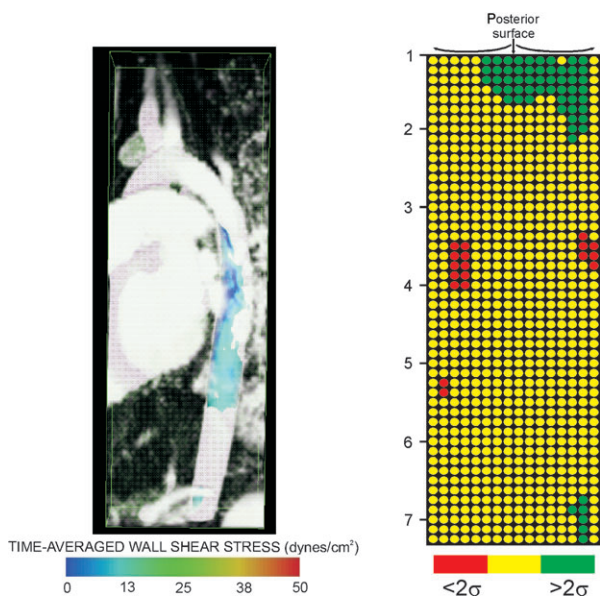 Posterior
surface
1
2
3
4
5
6
7
TIME-AVERAGED WALL SHEAR STRESS (dynes/cm²)
0 13 25 38 50
<2σ >2σ